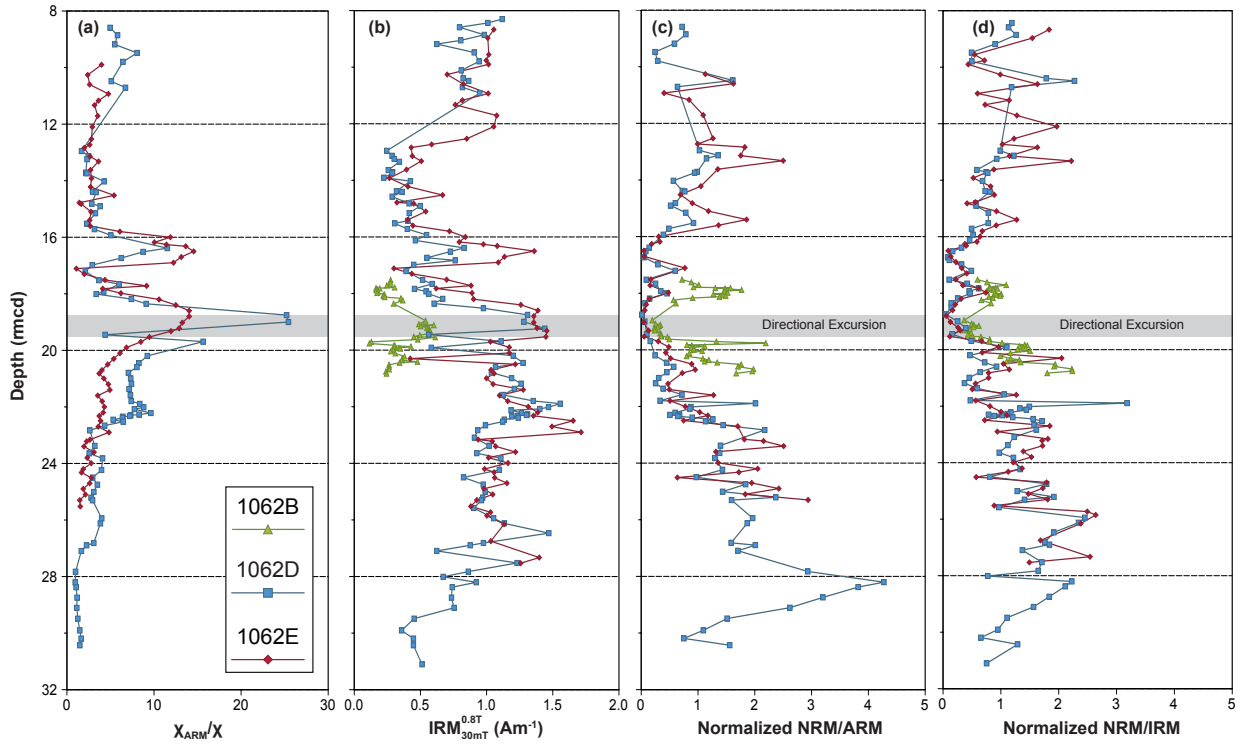 (a)
(b)
(c)
(d)
8
12
16
20
24
28
32
Depth (rmcd)
Directional Excursion
Directional Excursion
1062B
1062D
1062E
0 10 20 30
0.0 0.5 1.0 1.5 2.0
0 1 2 3 4 5
0 1 2 3 4 5
χARM/χ
IRM0.8T30mT (Am-1)
Normalized NRM/ARM
Normalized NRM/IRM